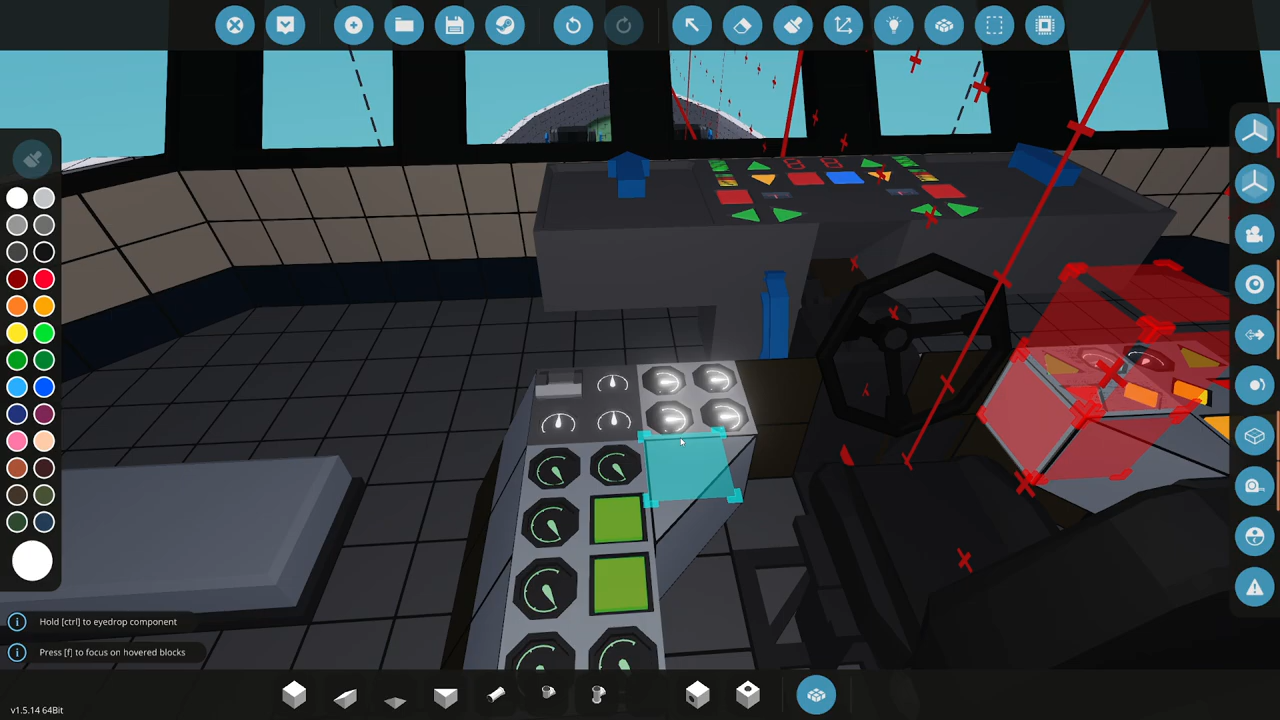 Hold [ctrl] to eyedrop component
Press [f] to focus on hovered blocks
v1.5.14 64Bit